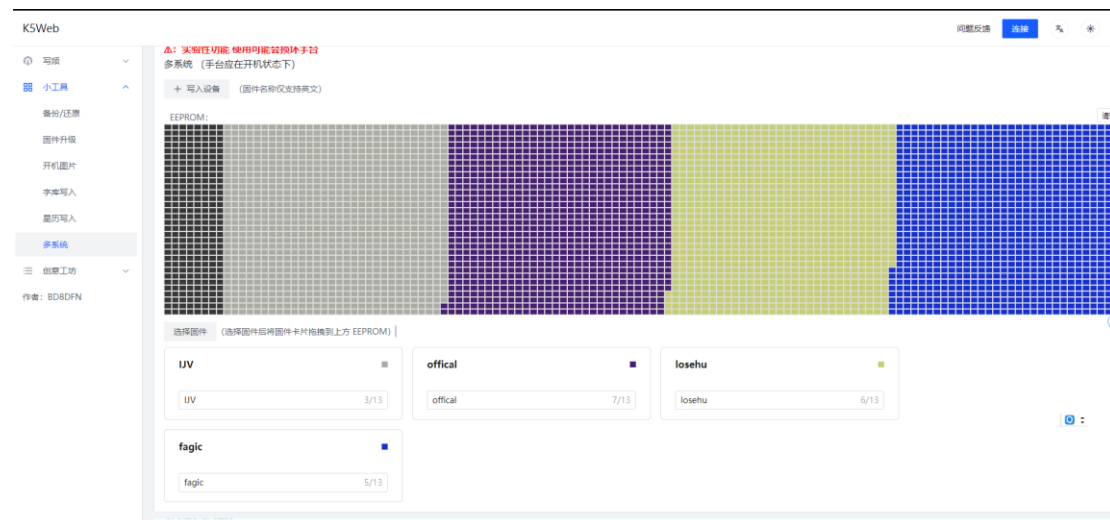 K5Web
问题反馈
连接
写频
小工具
备份/还原
固件升级
开机图片
字库写入
星历写入
多系统
创意工坊
作者：BD8DFN
⚠: 实验性功能 使用可能会损坏手台
多系统 （手台应在开机状态下）
+ 写入设备 (固件名称仅支持英文)
EEPROM:
请
选择固件 (选择固件后将固件卡片拖拽到上方 EEPROM)
IJV
IJV 3/13
offical
offical 7/13
losehu
losehu 6/13
fagic
fagic 5/13